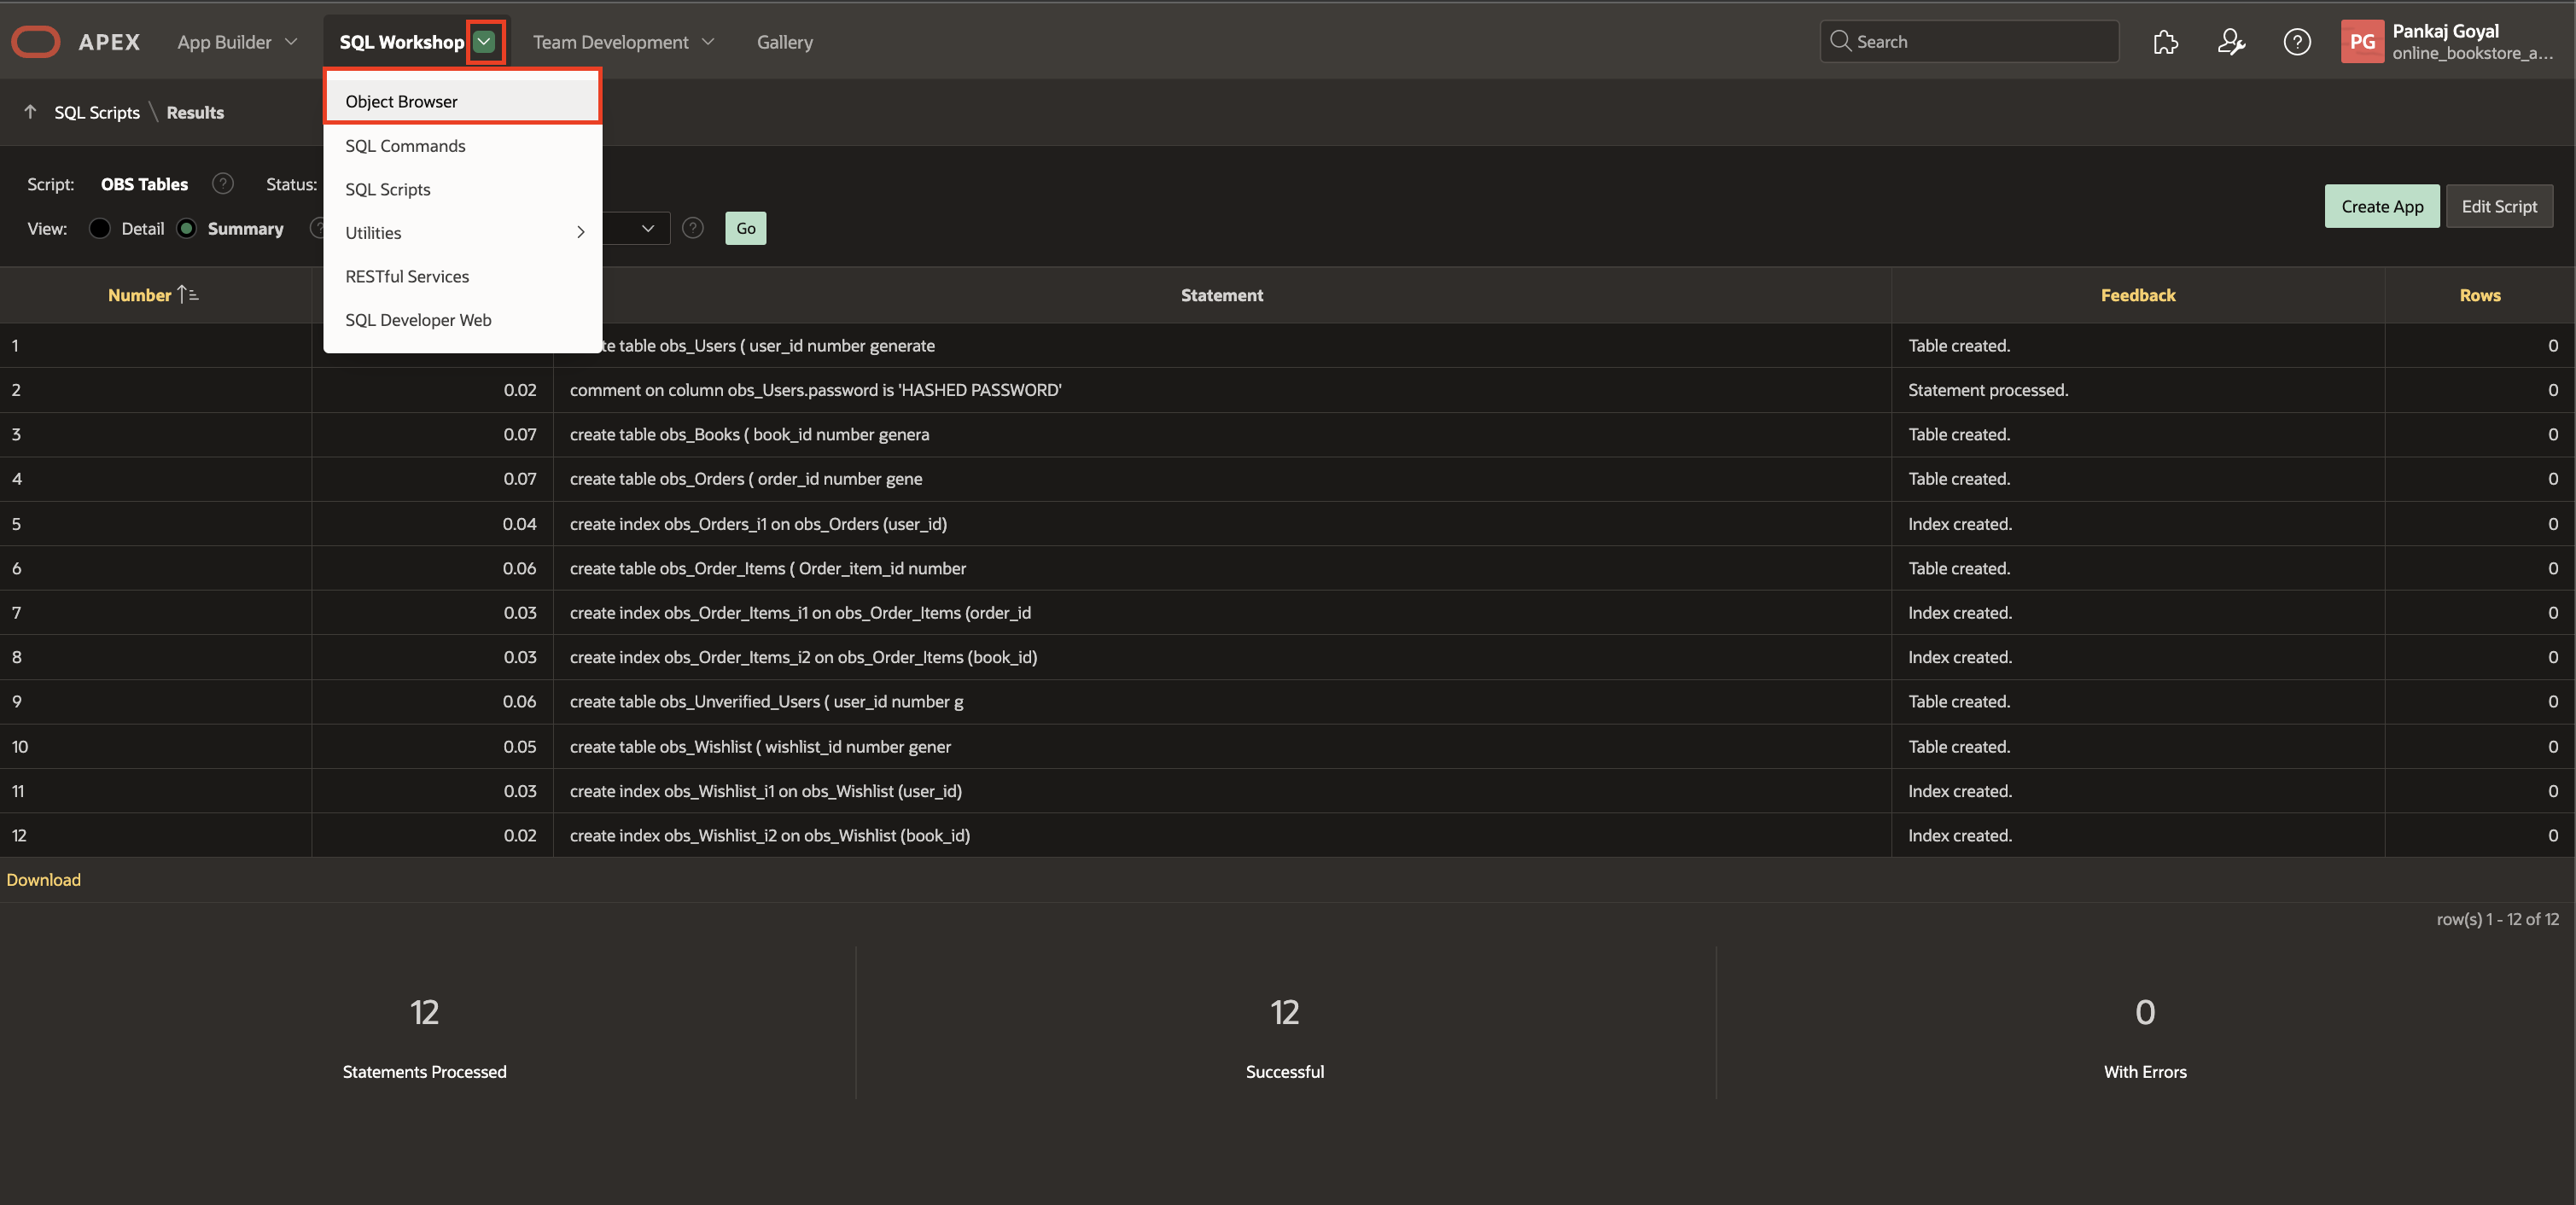 APEX App Builder SQL Workshop Team Development Gallery Search PG Pankaj Goyal
online_bookstore_a...
SQL Scripts \ Results
Object Browser
SQL Commands
SQL Scripts
Utilities
RESTful Services
SQL Developer Web
Script: OBS Tables ? Status:
View: Detail Summary ? ? Go
Create App Edit Script
Number Statement Feedback Rows
1 te table obs_Users ( user_id number generate Table created. 0
2 0.02 comment on column obs_Users.password is 'HASHED PASSWORD' Statement processed. 0
3 0.07 create table obs_Books ( book_id number genera Table created. 0
4 0.07 create table obs_Orders ( order_id number gene Table created. 0
5 0.04 create index obs_Orders_i1 on obs_Orders (user_id) Index created. 0
6 0.06 create table obs_Order_Items ( Order_item_id number Table created. 0
7 0.03 create index obs_Order_Items_i1 on obs_Order_Items (order_id Index created. 0
8 0.03 create index obs_Order_Items_i2 on obs_Order_Items (book_id) Index created. 0
9 0.06 create table obs_Unverified_Users ( user_id number g Table created. 0
10 0.05 create table obs_Wishlist ( wishlist_id number gener Table created. 0
11 0.03 create index obs_Wishlist_i1 on obs_Wishlist (user_id) Index created. 0
12 0.02 create index obs_Wishlist_i2 on obs_Wishlist (book_id) Index created. 0
Download
row(s) 1 - 12 of 12
12 12 0
Statements Processed Successful With Errors